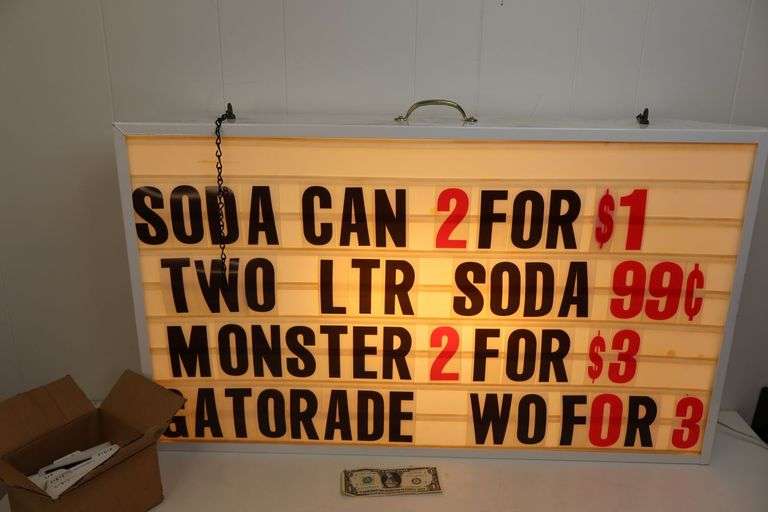 SODA CAN 2 FOR $1
TWO LTR SODA 99¢
MONSTER 2 FOR $3
GATORADE WOFOR 3